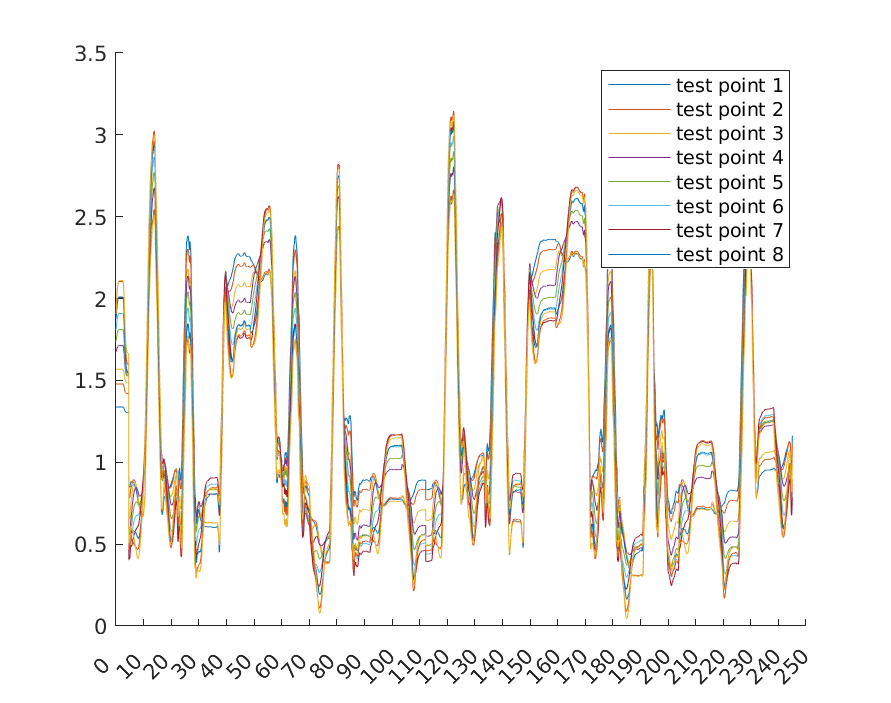 3.5
3
2.5
2
1.5
1
0.5
0
test point 1
test point 2
test point 3
test point 4
test point 5
test point 6
test point 7
test point 8
0 10 20 30 40 50 60 70 80 90 100 110 120 130 140 150 160 170 180 190 200 210 220 230 240 250